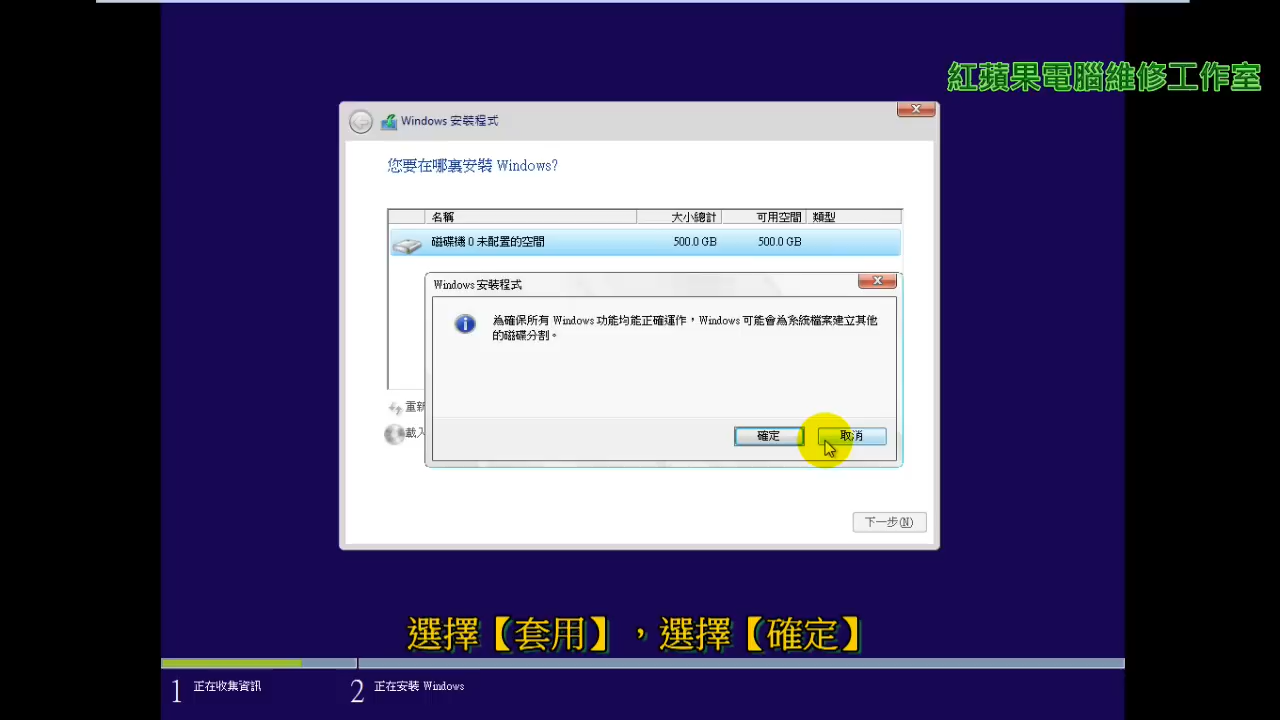 紅蘋果電腦維修工作室
Windows 安裝程式
您要在哪裏安裝 Windows?
名稱 大小總計 可用空間 類型
磁碟機 0 未配置的空間 500.0 GB 500.0 GB
Windows 安裝程式
為確保所有 Windows 功能均能正確運作，Windows 可能會為系統檔案建立其他
的磁碟分割。
重新
載入
確定 取消
下一步(N)
選擇【套用】，選擇【確定】
1 正在收集資訊 2 正在安裝 Windows